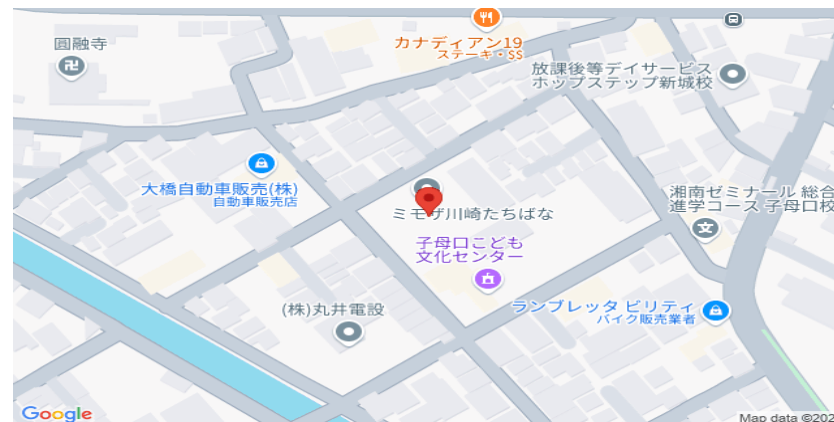 圓融寺
カナディアン19
ステーキ・SS
放課後等デイサービス
ホップステップ新城校
大橋自動車販売(株)
自動車販売店
ミモザ川崎たちばな
湘南ゼミナール 総合
進学コース 子母口校
子母口こども
文化センター
(株)丸井電設
ランブレッタ ビリティ
バイク販売業者
Google
Map data ©202